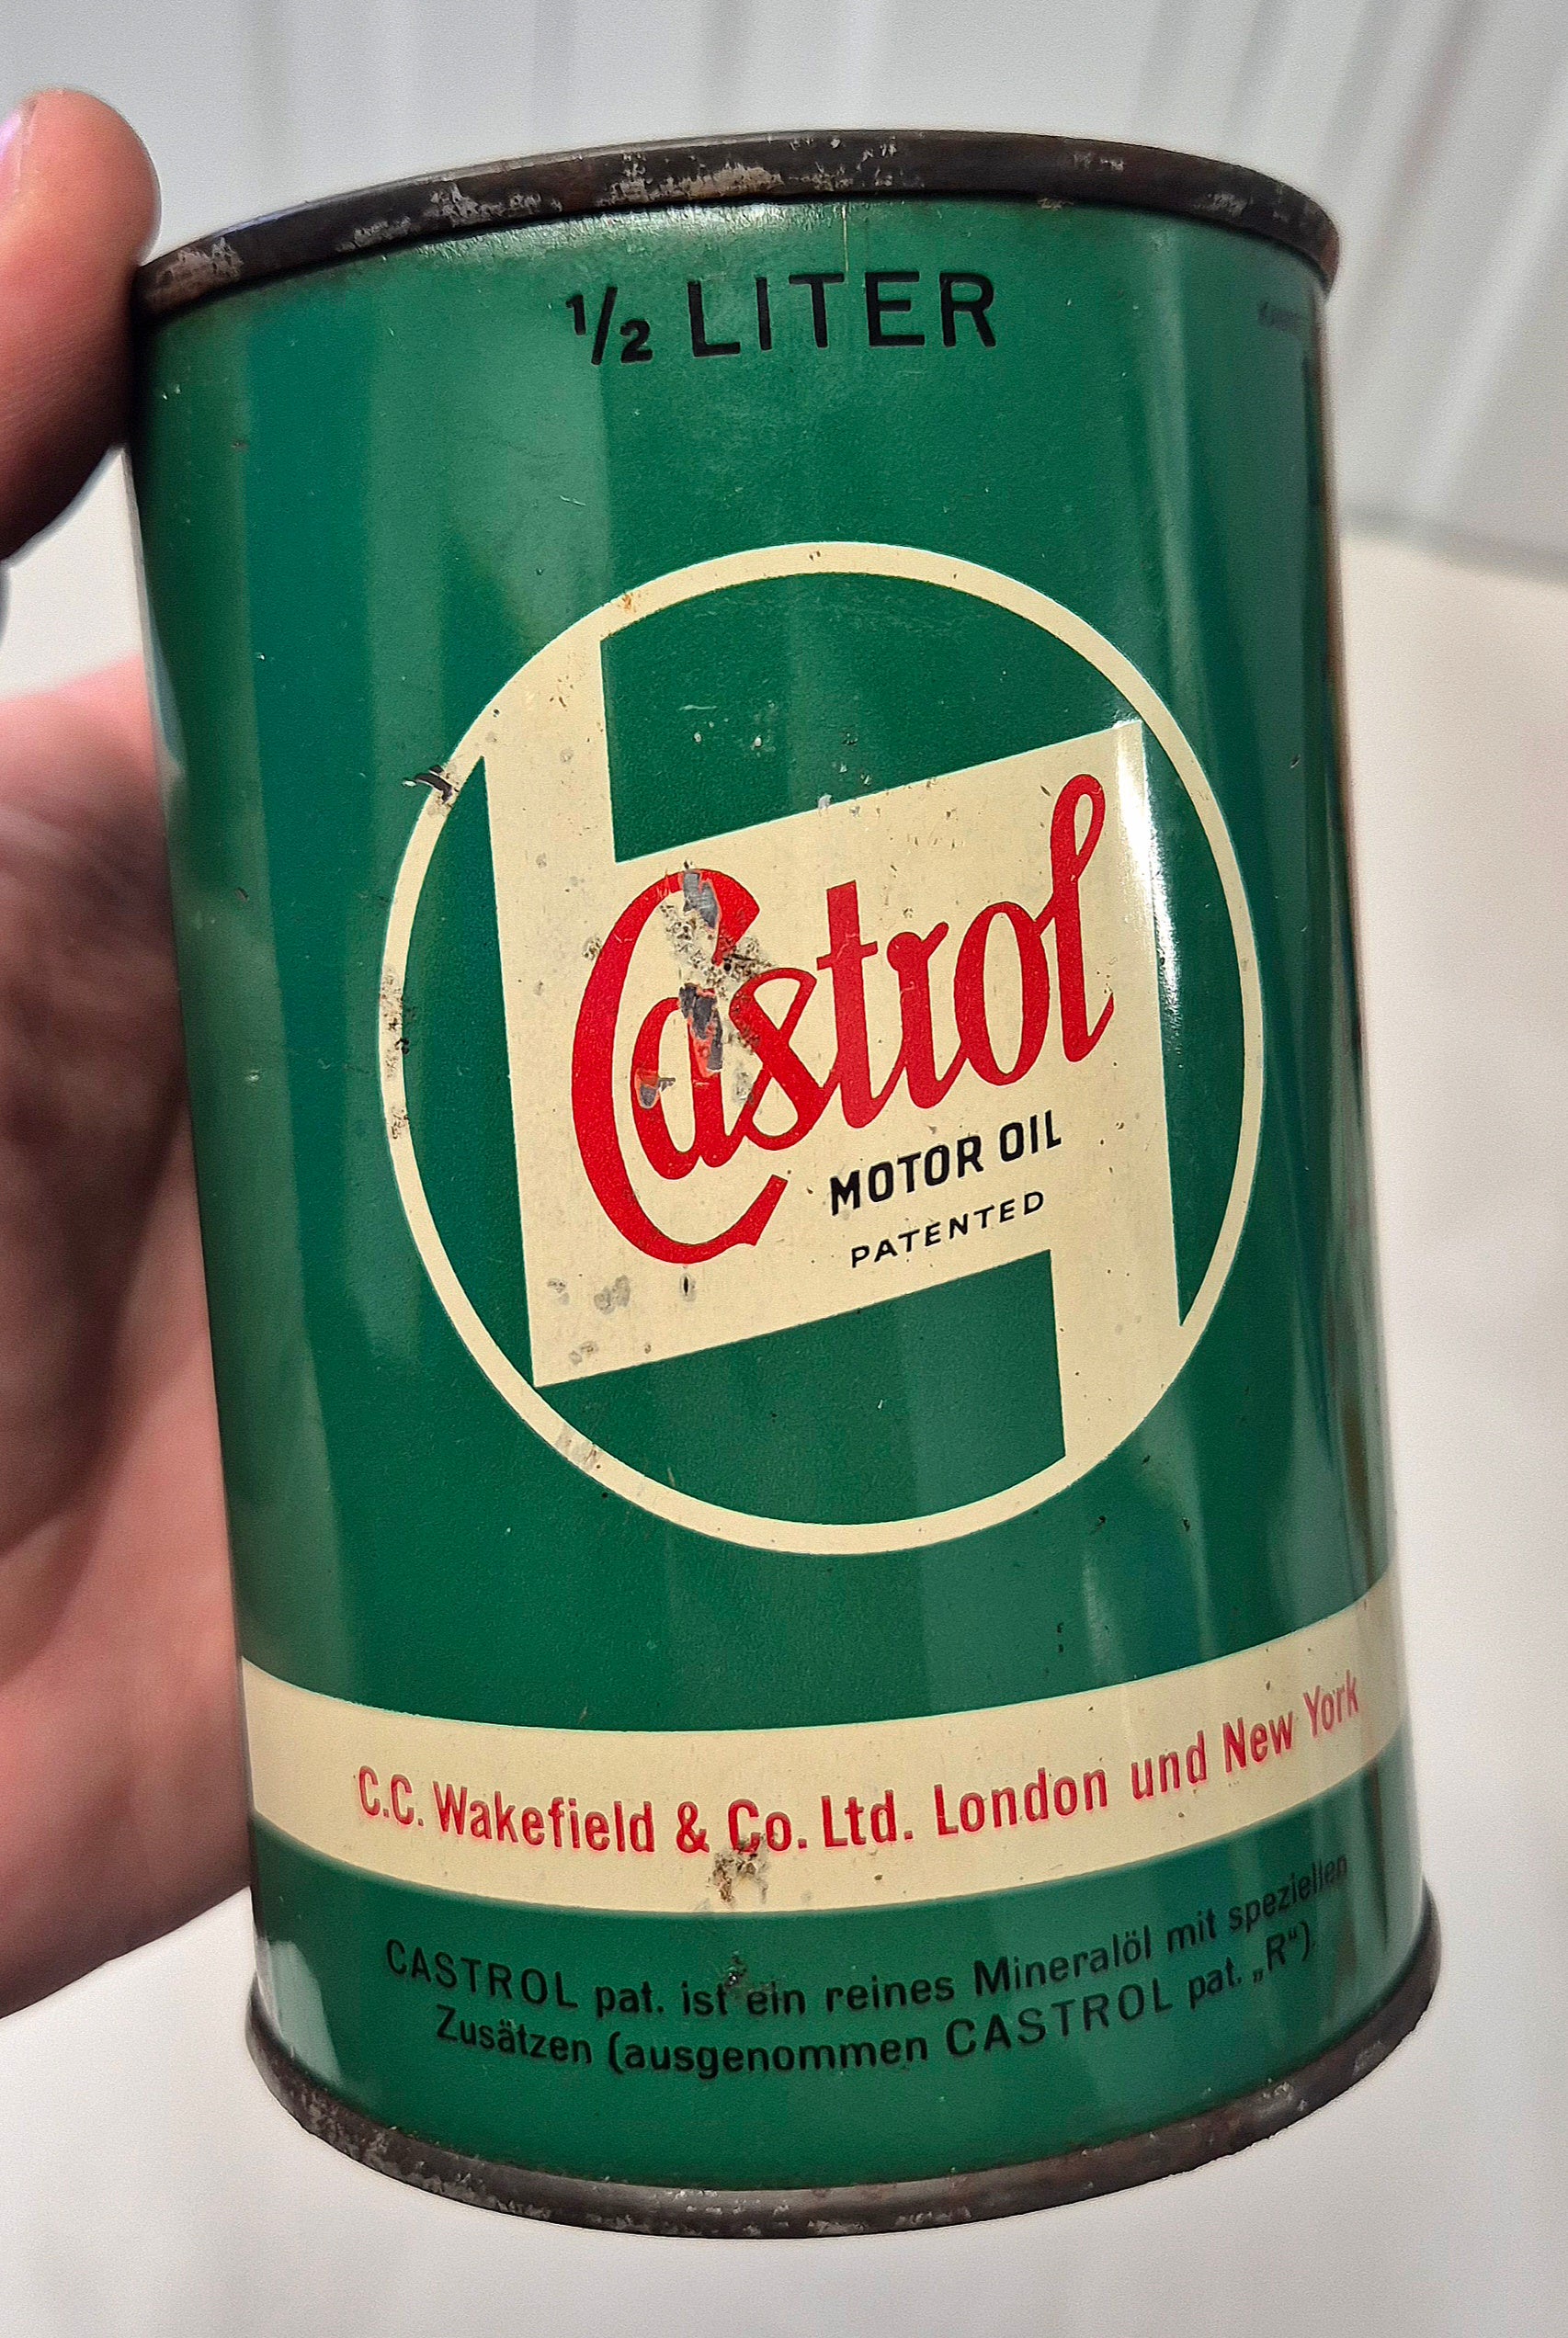 ½ LITER
Castrol
MOTOR OIL
PATENTED
C.C. Wakefield & Co. Ltd. London und New York
CASTROL pat. ist ein reines Mineralöl mit speziellen
Zusätzen (ausgenommen CASTROL pat. „R“).